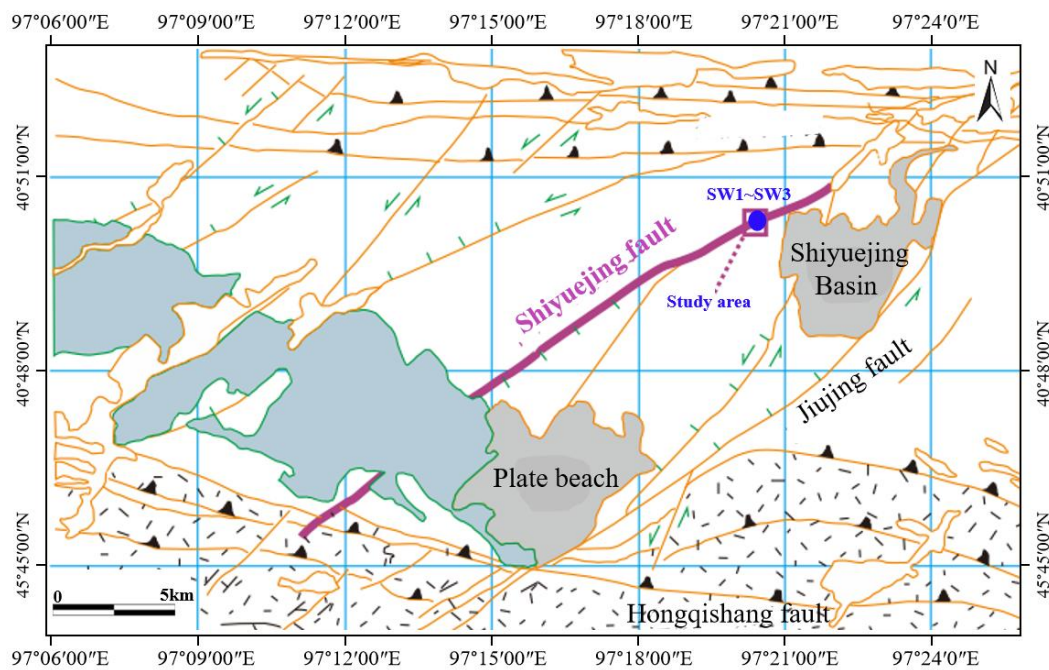 97°06′00″E 97°09′00″E 97°12′00″E 97°15′00″E 97°18′00″E 97°21′00″E 97°24′00″E
N
40°51′00″N
40°51′00″N
SW1~SW3
Shiyuejing fault
Shiyuejing
Basin
Study area
40°48′00″N
40°48′00″N
Jiujing fault
Plate beach
45°45′00″N
45°45′00″N
0 5km
Hongqishang fault
97°06′00″E 97°09′00″E 97°12′00″E 97°15′00″E 97°18′00″E 97°21′00″E 97°24′00″E